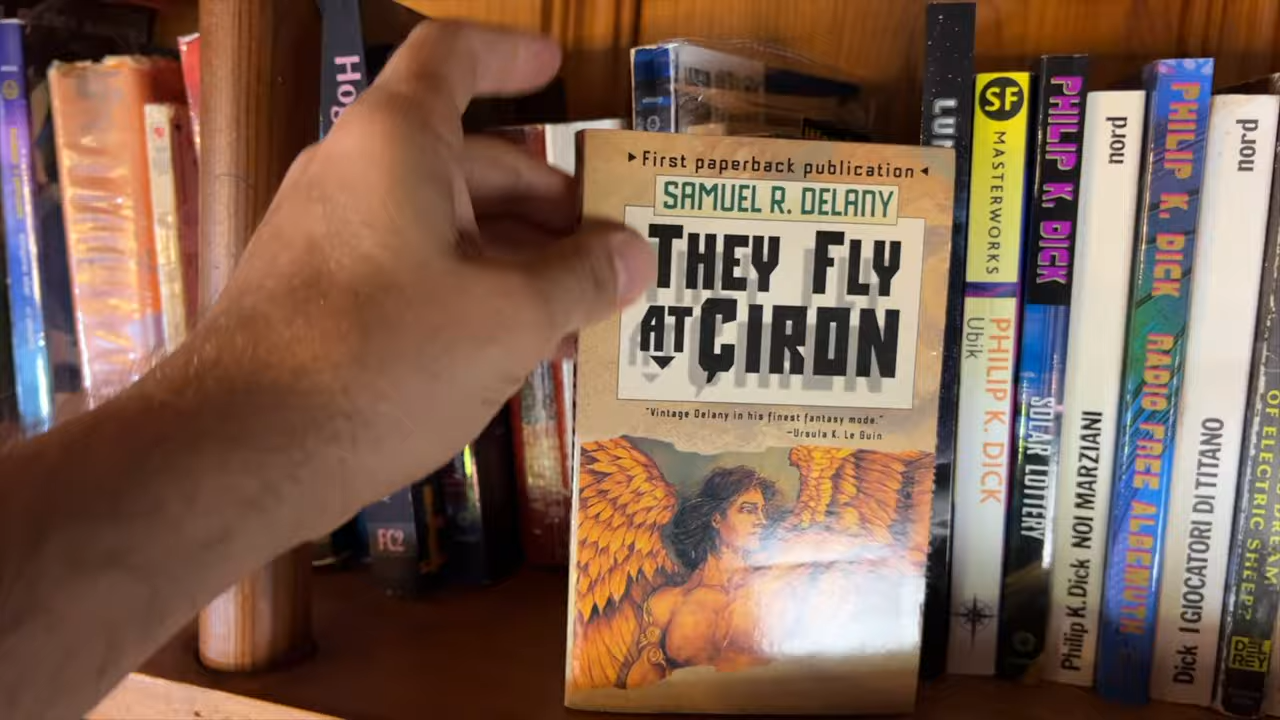 ▸First paperback publication◂
SAMUEL R. DELANY
THEY FLY
AT ÇIRON
"Vintage Delany in his finest fantasy mode."
—Ursula K. Le Guin
FC2
SF
MASTERWORKS
PHILIP K. DICK
Ubik
PHILIP K. DICK
SOLAR LOTTERY
nord
Philip K. Dick NOI MARZIANI
PHILIP K. DICK
RADIO FREE ALBEMUTH
nord
Dick I GIOCATORI DI TITANO
OF ELECTRIC SHEEP?
DEL
REY